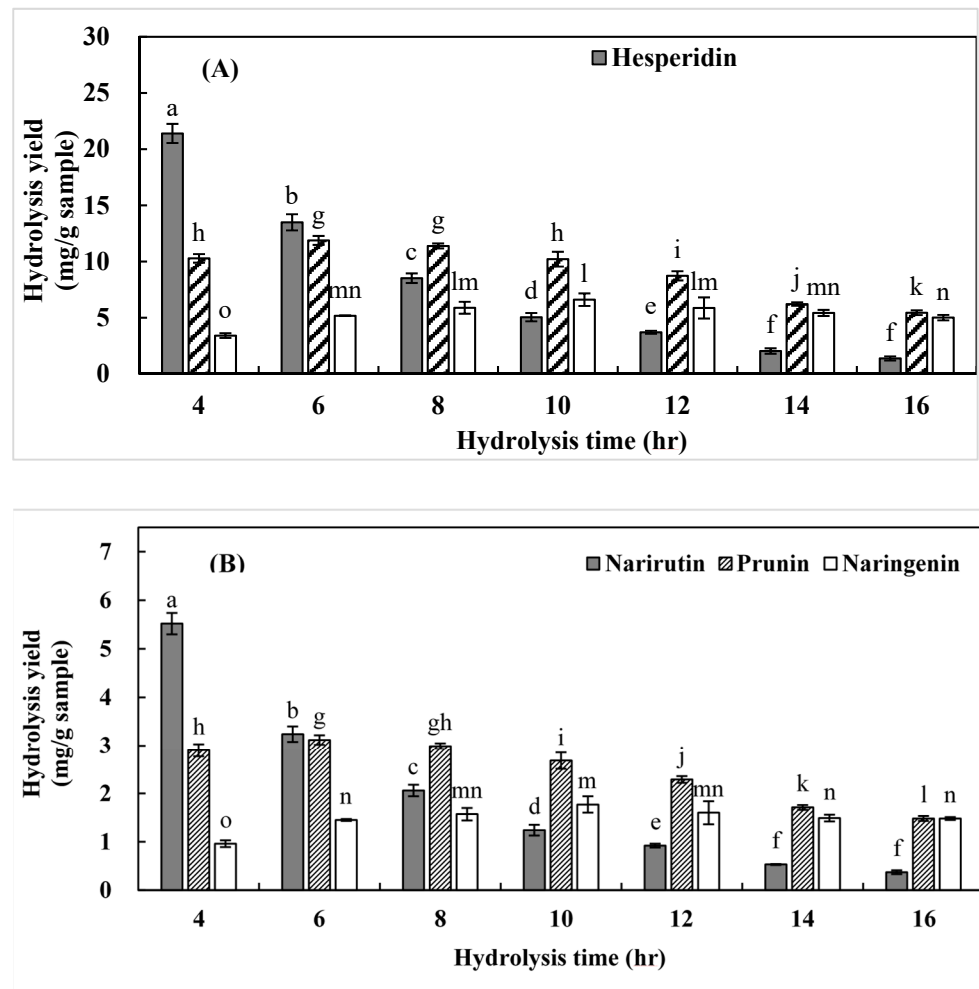 (A)
Hesperidin
Hydrolysis yield
(mg/g sample)
30
25
20
15
10
5
0
a
h
o
b
g
mn
c
g
lm
d
h
l
e
i
lm
f
j
mn
f
k
n
4 6 8 10 12 14 16
Hydrolysis time (hr)
(B)
Narirutin Prunin Naringenin
Hydrolysis yield
(mg/g sample)
7
6
5
4
3
2
1
0
a
h
o
b
g
n
c
gh
mn
d
i
m
e
j
mn
f
k
n
f
l
n
4 6 8 10 12 14 16
Hydrolysis time (hr)